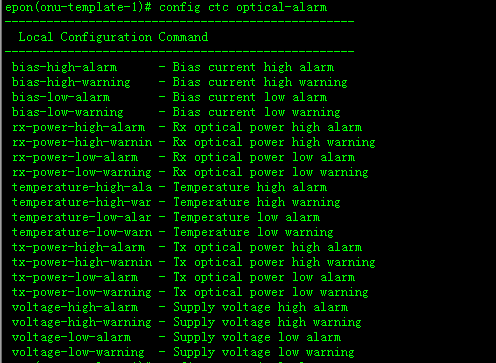 epon(onu-template-1)# config ctc optical-alarm
------------------------------------------------
Local Configuration Command
------------------------------------------------
bias-high-alarm - Bias current high alarm
bias-high-warning - Bias current high warning
bias-low-alarm - Bias current low alarm
bias-low-warning - Bias current low warning
rx-power-high-alarm - Rx optical power high alarm
rx-power-high-warnin - Rx optical power high warning
rx-power-low-alarm - Rx optical power low alarm
rx-power-low-warning - Rx optical power low warning
temperature-high-ala - Temperature high alarm
temperature-high-war - Temperature high warning
temperature-low-alar - Temperature low alarm
temperature-low-warn - Temperature low warning
tx-power-high-alarm - Tx optical power high alarm
tx-power-high-warnin - Tx optical power high warning
tx-power-low-alarm - Tx optical power low alarm
tx-power-low-warning - Tx optical power low warning
voltage-high-alarm - Supply voltage high alarm
voltage-high-warning - Supply voltage high warning
voltage-low-alarm - Supply voltage low alarm
voltage-low-warning - Supply voltage low warning